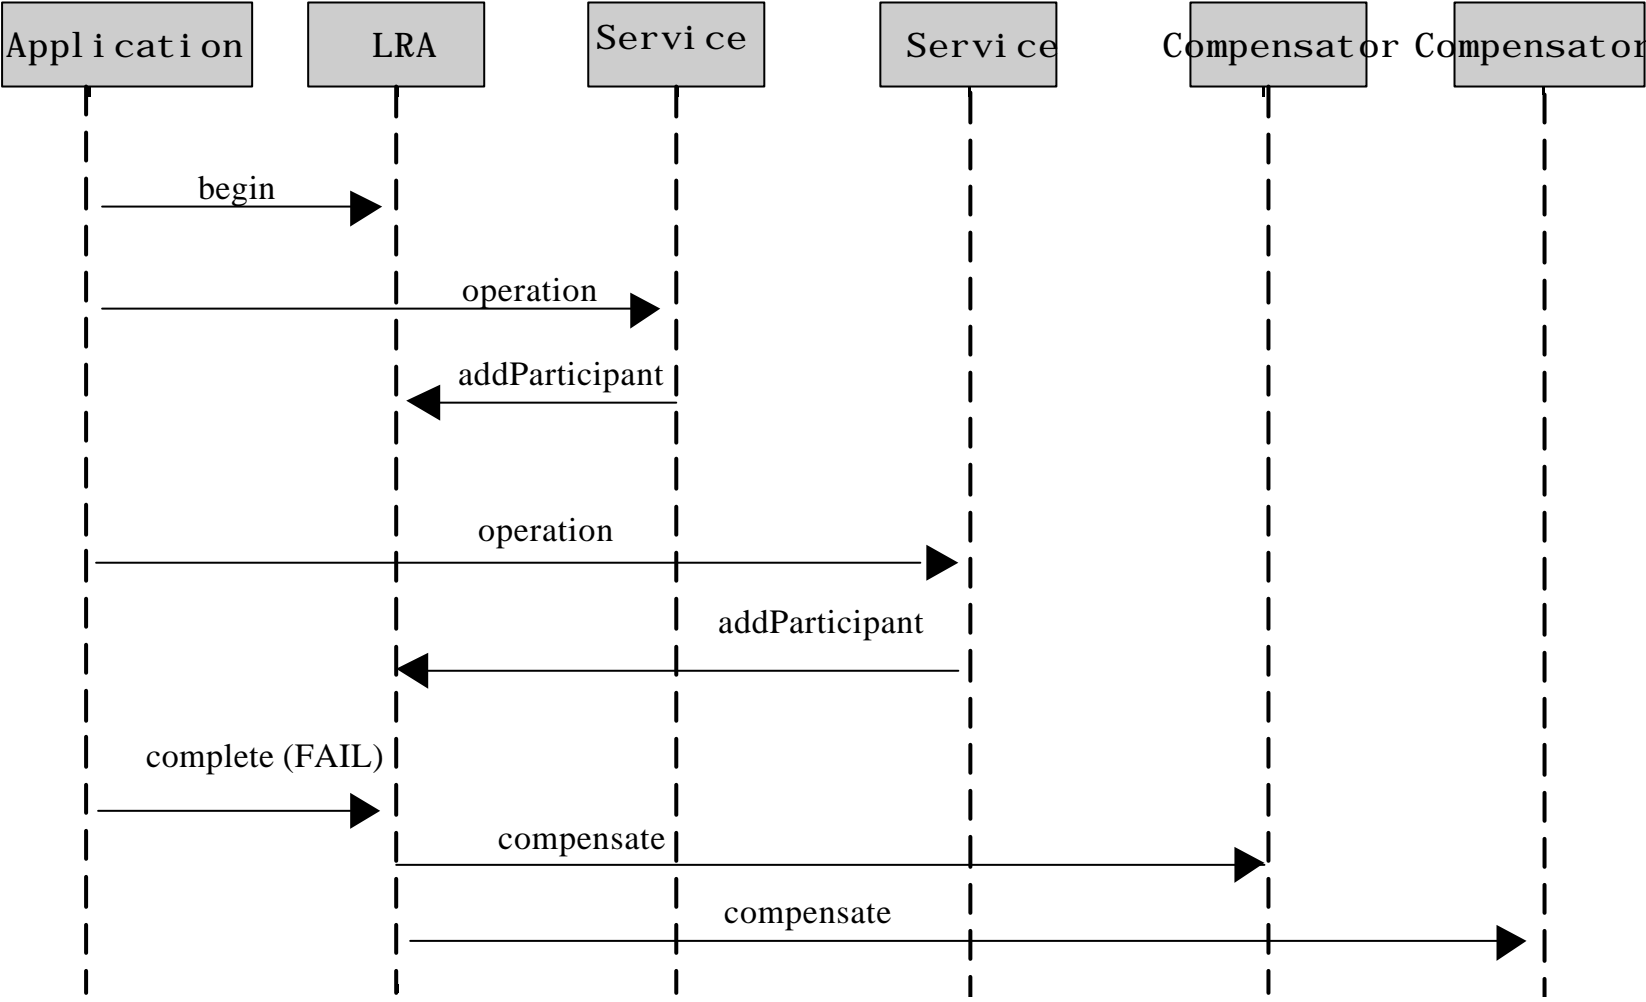 Application
LRA
Service
Service
Compensator
Compensator
begin
operation
addParticipant
operation
addParticipant
complete (FAIL)
compensate
compensate